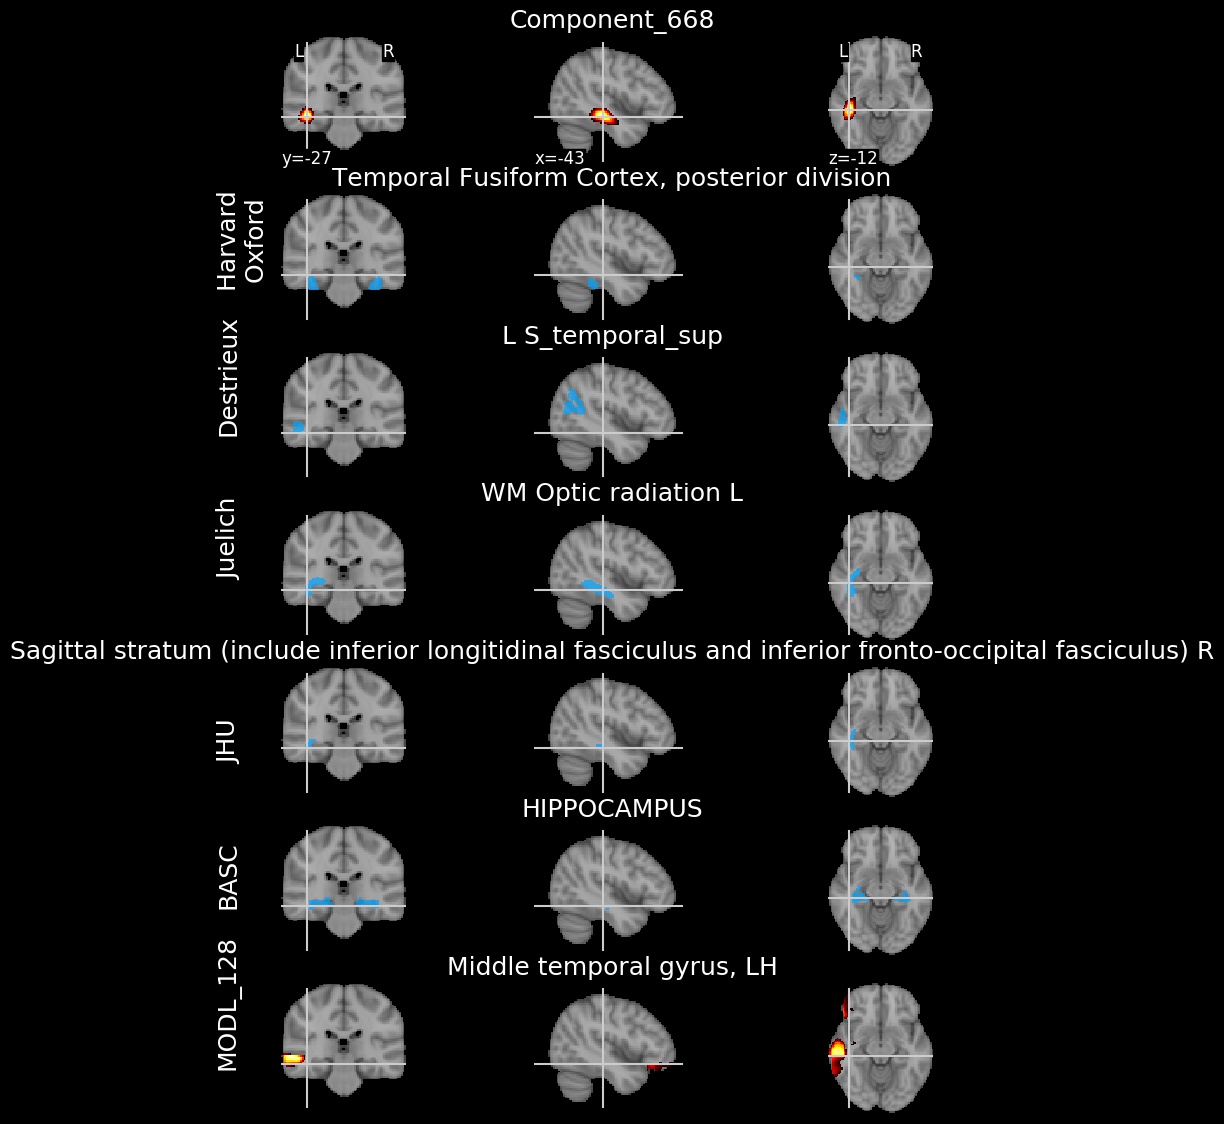 Component_668
L R
L R
y=-27
x=-43
z=-12
Temporal Fusiform Cortex, posterior division
Harvard
Oxford
L S_temporal_sup
Destrieux
WM Optic radiation L
Juelich
Sagittal stratum (include inferior longitidinal fasciculus and inferior fronto-occipital fasciculus) R
JHU
HIPPOCAMPUS
BASC
Middle temporal gyrus, LH
MODL_128